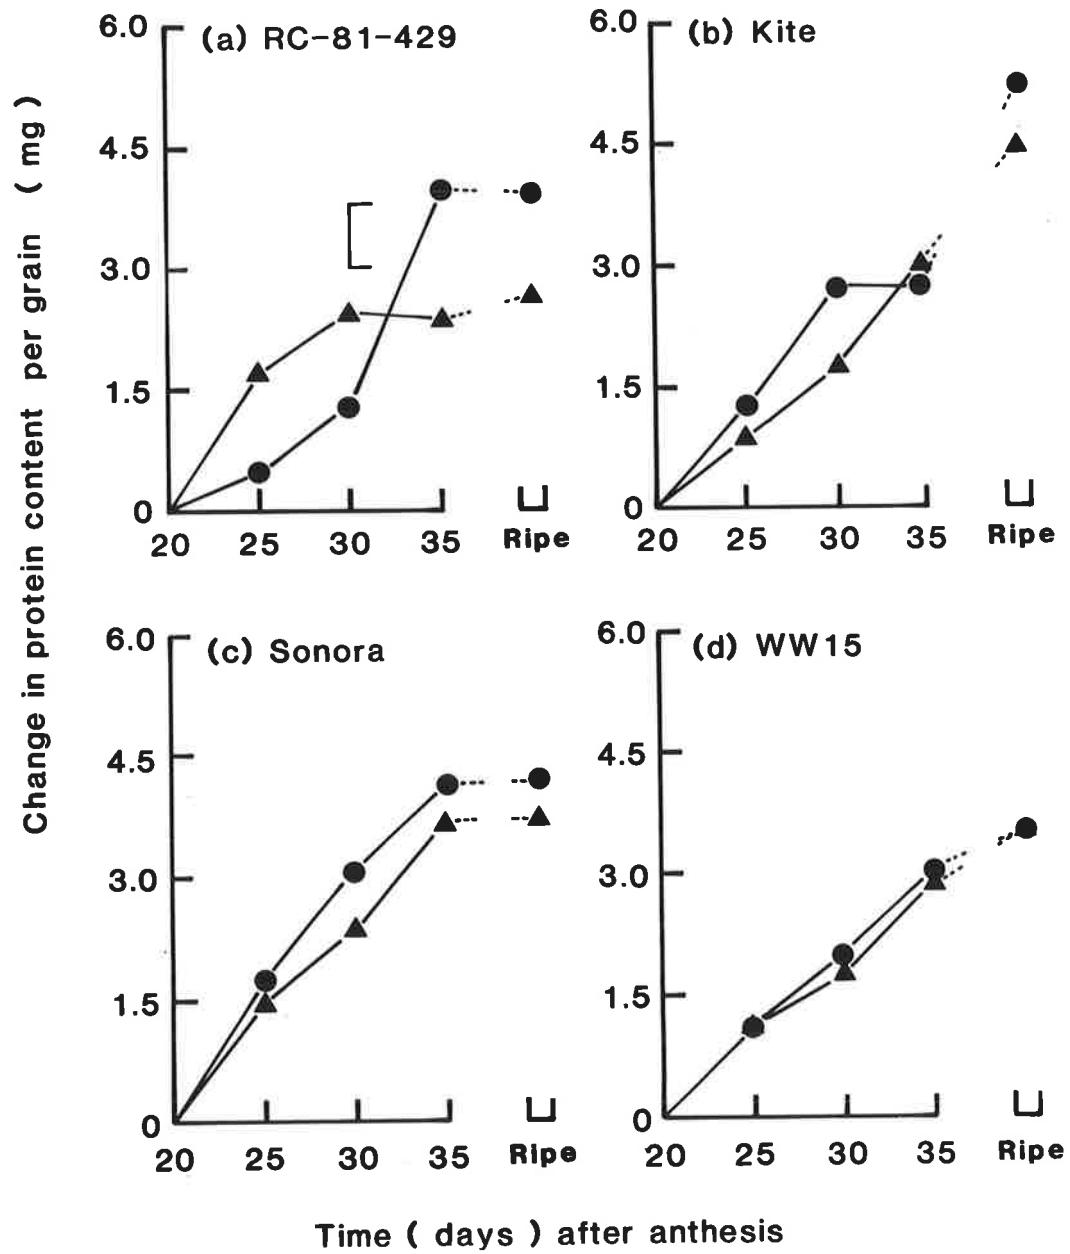 Change in protein content per grain ( mg )
(a) RC-81-429
6.0
4.5
3.0
1.5
0
20 25 30 35 Ripe
(b) Kite
6.0
4.5
3.0
1.5
0
20 25 30 35 Ripe
(c) Sonora
6.0
4.5
3.0
1.5
0
20 25 30 35 Ripe
(d) WW15
6.0
4.5
3.0
1.5
0
20 25 30 35 Ripe
Time ( days ) after anthesis